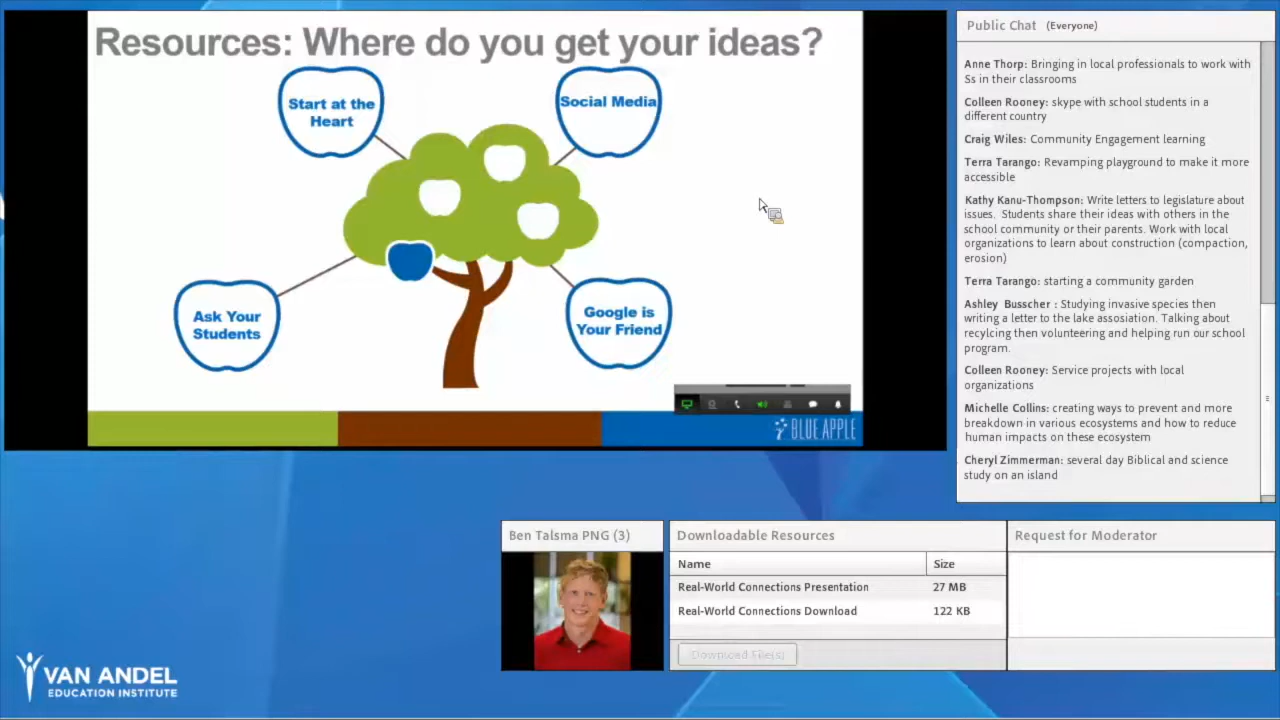 Resources: Where do you get your ideas?
Start at the
Heart
Social Media
Ask Your
Students
Google is
Your Friend
BLUE APPLE
Public Chat (Everyone)
Anne Thorp: Bringing in local professionals to work with
Ss in their classrooms
Colleen Rooney: skype with school students in a
different country
Craig Wiles: Community Engagement learning
Terra Tarango: Revamping playground to make it more
accessible
Kathy Kanu-Thompson: Write letters to legislature about
issues. Students share their ideas with others in the
school community or their parents. Work with local
organizations to learn about construction (compaction,
erosion)
Terra Tarango: starting a community garden
Ashley Busscher : Studying invasive species then
writing a letter to the lake assosiation. Talking about
recylcing then volunteering and helping run our school
program.
Colleen Rooney: Service projects with local
organizations
Michelle Collins: creating ways to prevent and more
breakdown in various ecosystems and how to reduce
human impacts on these ecosystem
Cheryl Zimmerman: several day Biblical and science
study on an island
Ben Talsma PNG (3)
Downloadable Resources
Name Size
Real-World Connections Presentation 27 MB
Real-World Connections Download 122 KB
Download File(s)
Request for Moderator
VAN ANDEL
EDUCATION INSTITUTE